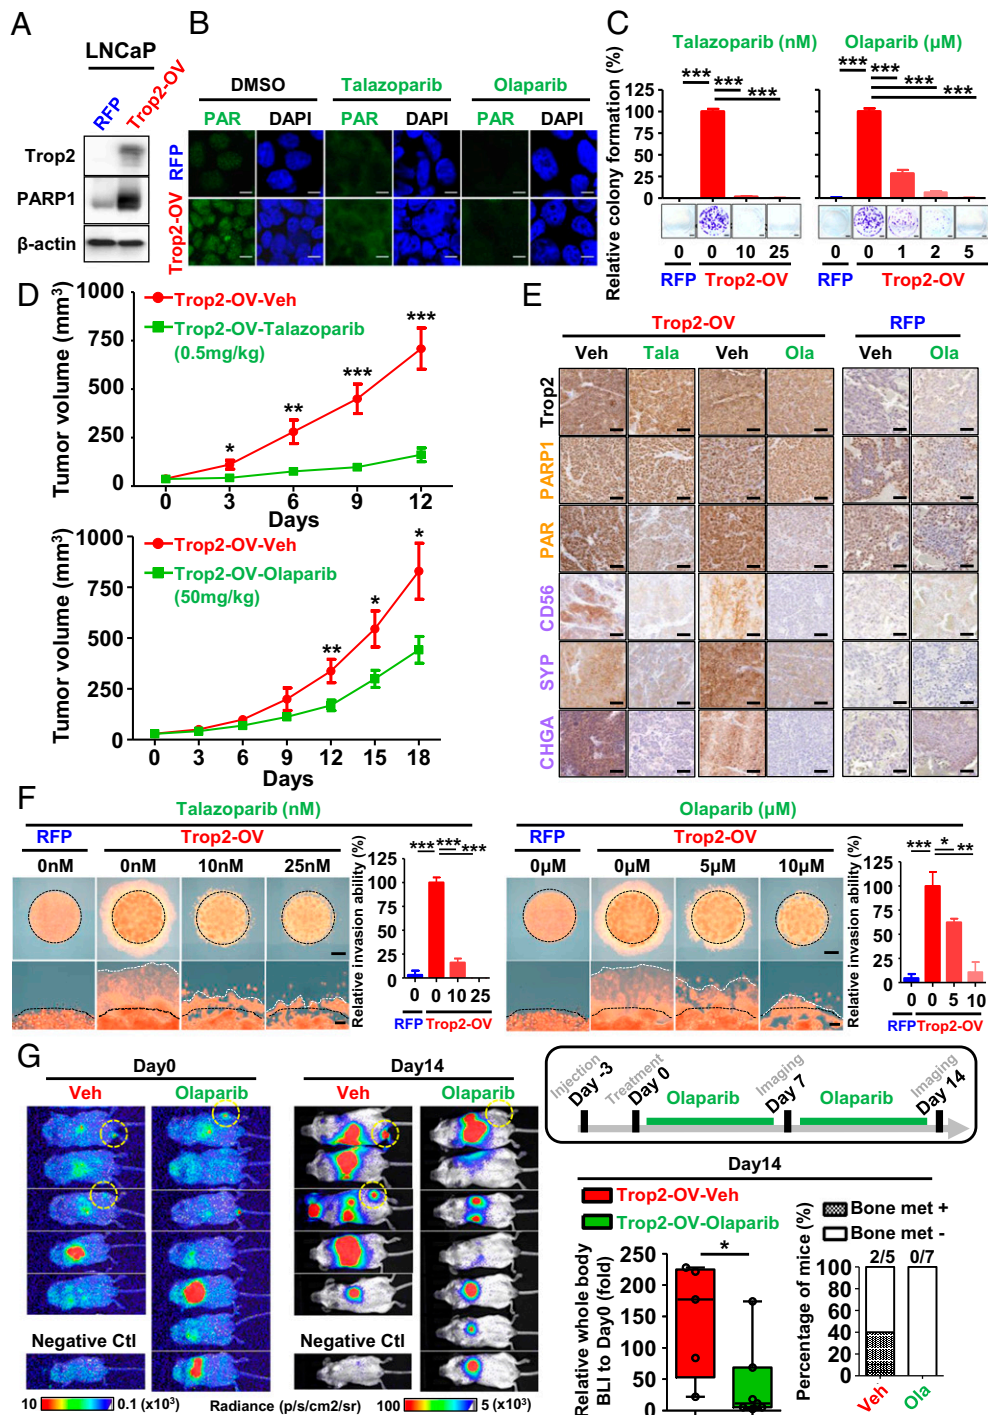 A
LNCaP
RFP
Trop2-OV
Trop2
PARP1
β-actin
B
DMSO
Talazoparib
Olaparib
PAR
DAPI
PAR
DAPI
PAR
DAPI
RFP
Trop2-OV
C
Talazoparib (nM)
Olaparib (µM)
Relative colony formation (%)
***
***
***
***
***
***
***
125
100
75
50
25
0
0
0
10
25
0
0
1
2
5
RFP
Trop2-OV
RFP
Trop2-OV
D
Tumor volume (mm³)
1000
750
500
250
0
Trop2-OV-Veh
Trop2-OV-Talazoparib
(0.5mg/kg)
*
**
***
***
0
3
6
9
12
Days
Tumor volume (mm³)
1000
750
500
250
0
Trop2-OV-Veh
Trop2-OV-Olaparib
(50mg/kg)
**
*
*
0
3
6
9
12
15
18
Days
E
Trop2-OV
RFP
Veh
Tala
Veh
Ola
Veh
Ola
Trop2
PARP1
PAR
CD56
SYP
CHGA
F
Talazoparib (nM)
RFP
Trop2-OV
0nM
0nM
10nM
25nM
Relative invasion ability (%)
***
***
***
125
100
75
50
25
0
0
0
10
25
RFP
Trop2-OV
Olaparib (µM)
RFP
Trop2-OV
0µM
0µM
5µM
10µM
Relative invasion ability (%)
***
*
**
125
100
75
50
25
0
0
0
5
10
RFP
Trop2-OV
G
Day0
Veh
Olaparib
Negative Ctl
10
0.1 (x10³)
Day14
Veh
Olaparib
Negative Ctl
Radiance (p/s/cm2/sr)
100
5 (x10³)
Injection
Day -3
Treatment
Day 0
Olaparib
Imaging
Day 7
Olaparib
Imaging
Day 14
Day14
Trop2-OV-Veh
Trop2-OV-Olaparib
Relative whole body
BLI to Day0 (fold)
250
200
150
100
50
0
*
Bone met +
Bone met -
Percentage of mice (%)
2/5
0/7
100
80
60
40
20
0
Veh
Ola